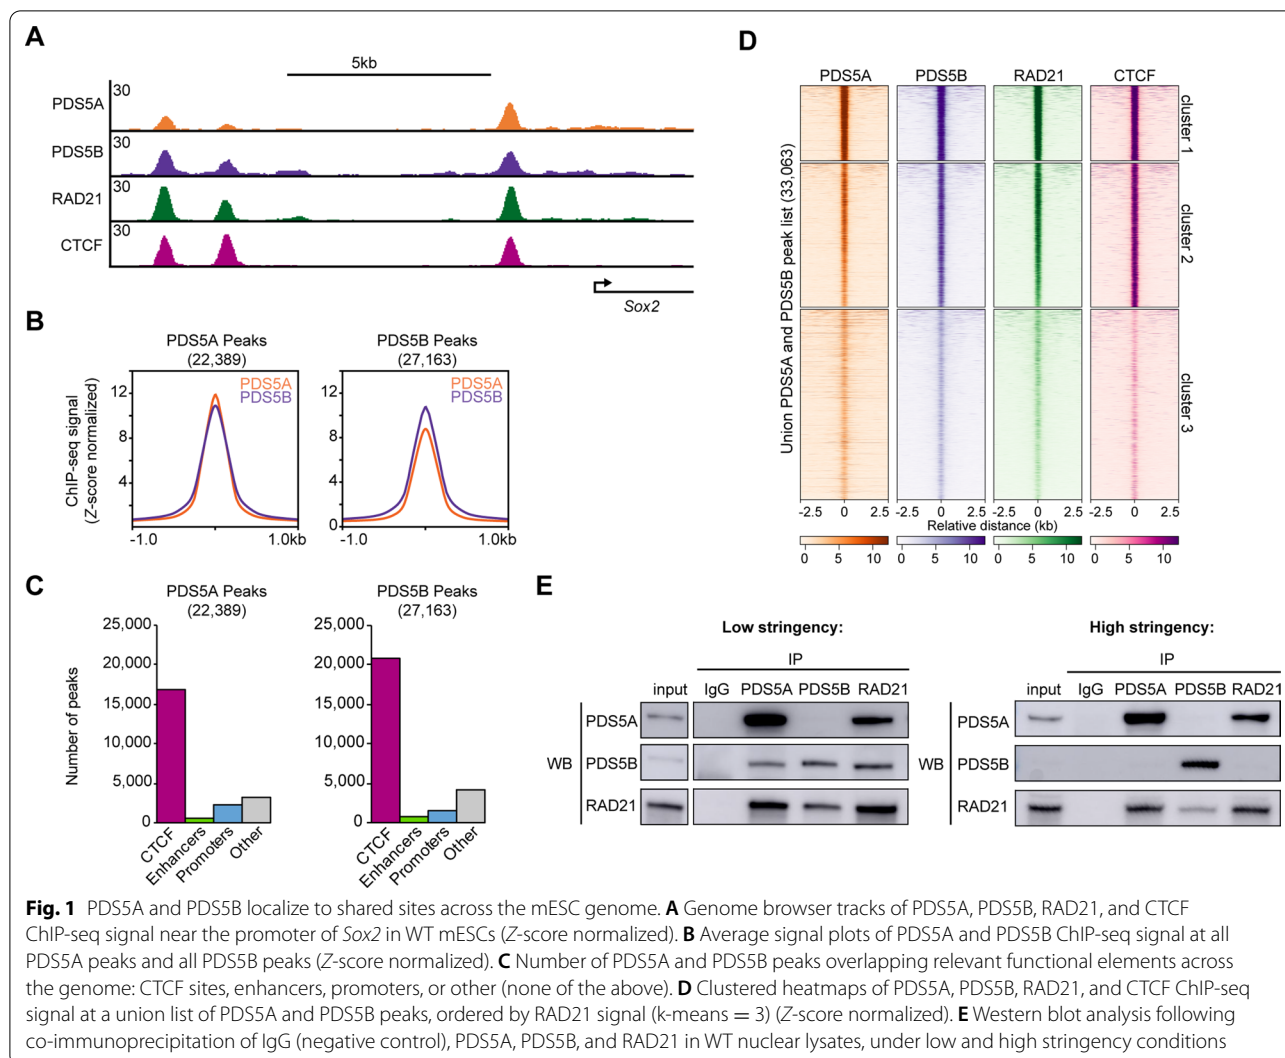 A
5kb
PDS5A
30
PDS5B
30
RAD21
30
CTCF
30
Sox2
B
PDS5A Peaks
(22,389)
PDS5B Peaks
(27,163)
ChIP-seq signal
(Z-score normalized)
12
8
4
PDS5A
PDS5B
-1.0
1.0kb
12
8
4
0
PDS5A
PDS5B
-1.0
1.0kb
C
PDS5A Peaks
(22,389)
PDS5B Peaks
(27,163)
Number of peaks
25,000
20,000
15,000
10,000
5,000
0
CTCF
Enhancers
Promoters
Other
25,000
20,000
15,000
10,000
5,000
0
CTCF
Enhancers
Promoters
Other
D
PDS5A PDS5B RAD21 CTCF
Union PDS5A and PDS5B peak list (33,063)
cluster 1
cluster 2
cluster 3
-2.5 0 2.5 -2.5 0 2.5 -2.5 0 2.5 -2.5 0 2.5
Relative distance (kb)
0 5 10 0 5 10 0 5 10 0 5 10
E
Low stringency:
IP
input IgG PDS5A PDS5B RAD21
WB
PDS5A
PDS5B
RAD21
High stringency:
IP
input IgG PDS5A PDS5B RAD21
WB
PDS5A
PDS5B
RAD21
Fig. 1 PDS5A and PDS5B localize to shared sites across the mESC genome. A Genome browser tracks of PDS5A, PDS5B, RAD21, and CTCF
ChIP-seq signal near the promoter of Sox2 in WT mESCs (Z-score normalized). B Average signal plots of PDS5A and PDS5B ChIP-seq signal at all
PDS5A peaks and all PDS5B peaks (Z-score normalized). C Number of PDS5A and PDS5B peaks overlapping relevant functional elements across
the genome: CTCF sites, enhancers, promoters, or other (none of the above). D Clustered heatmaps of PDS5A, PDS5B, RAD21, and CTCF ChIP-seq
signal at a union list of PDS5A and PDS5B peaks, ordered by RAD21 signal (k-means = 3) (Z-score normalized). E Western blot analysis following
co-immunoprecipitation of IgG (negative control), PDS5A, PDS5B, and RAD21 in WT nuclear lysates, under low and high stringency conditions